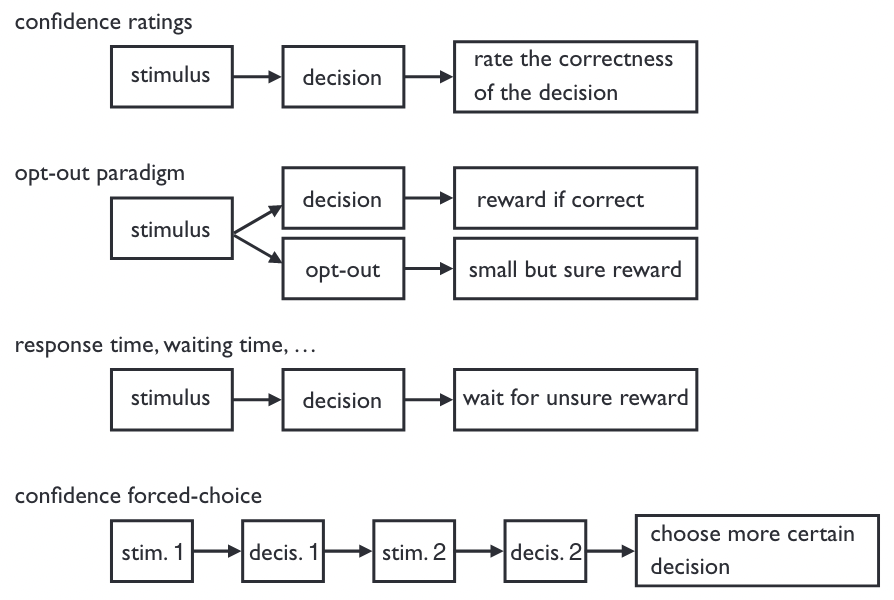 confidence ratings
stimulus
decision
rate the correctness
of the decision
opt-out paradigm
stimulus
decision
reward if correct
opt-out
small but sure reward
response time, waiting time, …
stimulus
decision
wait for unsure reward
confidence forced-choice
stim. 1
decis. 1
stim. 2
decis. 2
choose more certain
decision